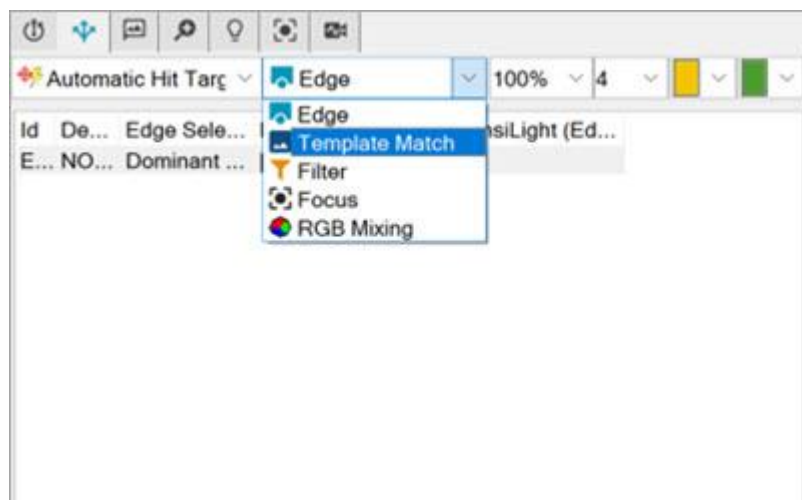 Automatic Hit Targ Edge 100% 4
Edge
Id De... Edge Sele... nsiLight (Ed...
Template Match
E... NO... Dominant ...
Filter
Focus
RGB Mixing